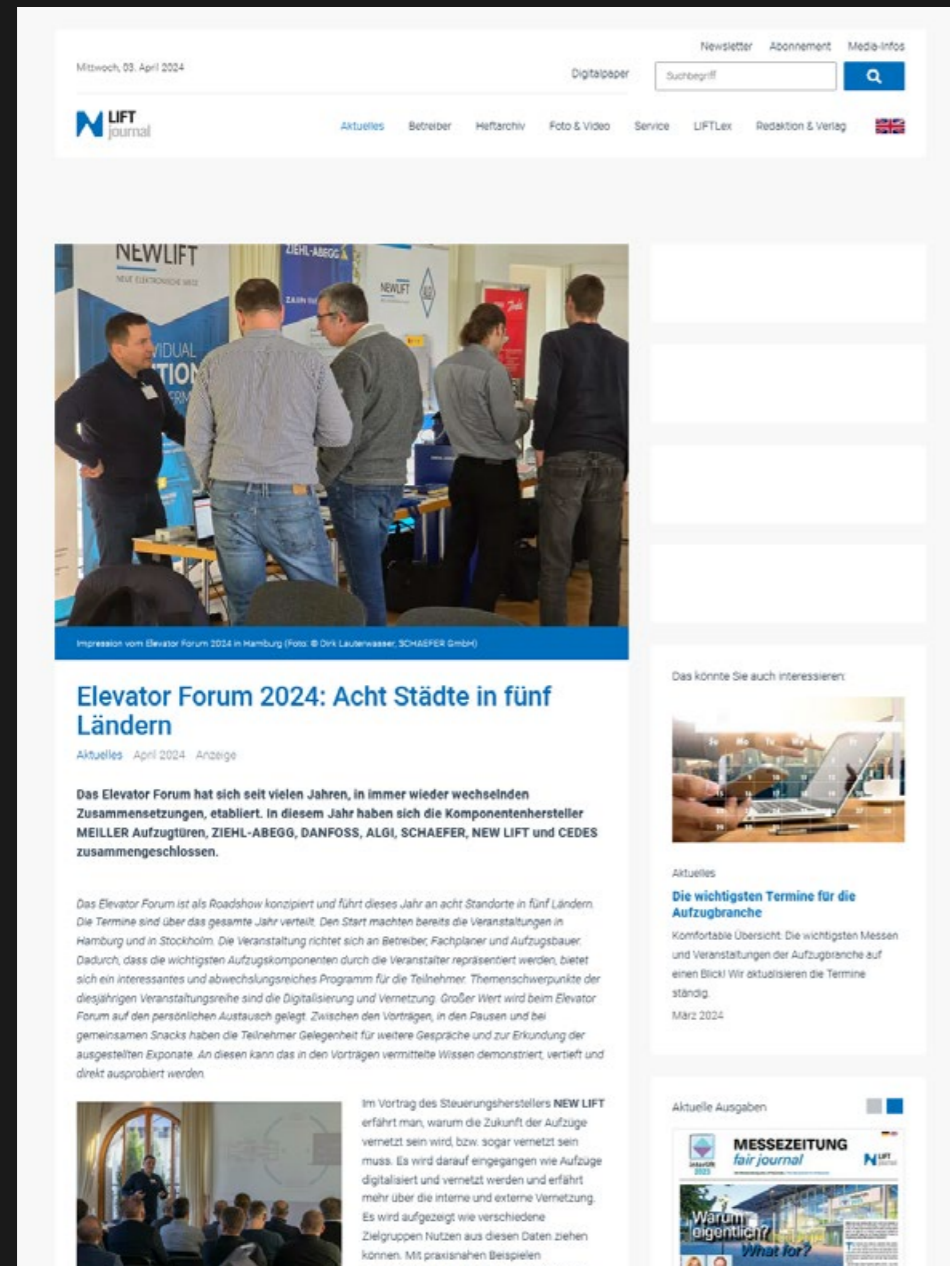 Newsletter Abonnement Media-Infos
Mittwoch, 03. April 2024
Digitalpaper
Suchbegriff
LIFT
journal
Aktuelles Betreiber Heftarchiv Foto & Video Service LIFTLex Redaktion & Verlag
NEWLIFT
ZIEHL-ABEGG
NEWLIFT
Impression vom Elevator Forum 2024 in Hamburg (Foto: © Dirk Lauterwasser, SCHAEFER GmbH)
Elevator Forum 2024: Acht Städte in fünf
Ländern
Aktuelles April 2024 Anzeige
Das Elevator Forum hat sich seit vielen Jahren, in immer wieder wechselnden
Zusammensetzungen, etabliert. In diesem Jahr haben sich die Komponentenhersteller
MEILLER Aufzugtüren, ZIEHL-ABEGG, DANFOSS, ALGI, SCHAEFER, NEW LIFT und CEDES
zusammengeschlossen.
Das Elevator Forum ist als Roadshow konzipiert und führt dieses Jahr an acht Standorte in fünf Ländern.
Die Termine sind über das gesamte Jahr verteilt. Den Start machten bereits die Veranstaltungen in
Hamburg und in Stockholm. Die Veranstaltung richtet sich an Betreiber, Fachplaner und Aufzugsbauer.
Dadurch, dass die wichtigsten Aufzugskomponenten durch die Veranstalter repräsentiert werden, bietet
sich ein interessantes und abwechslungsreiches Programm für die Teilnehmer. Themenschwerpunkte der
diesjährigen Veranstaltungsreihe sind die Digitalisierung und Vernetzung. Großer Wert wird beim Elevator
Forum auf den persönlichen Austausch gelegt. Zwischen den Vorträgen, in den Pausen und bei
gemeinsamen Snacks haben die Teilnehmer Gelegenheit für weitere Gespräche und zur Erkundung der
ausgestellten Exponate. An diesen kann das in den Vorträgen vermittelte Wissen demonstriert, vertieft und
direkt ausprobiert werden.
Im Vortrag des Steuerungsherstellers NEW LIFT
erfährt man, warum die Zukunft der Aufzüge
vernetzt sein wird, bzw. sogar vernetzt sein
muss. Es wird darauf eingegangen wie Aufzüge
digitalisiert und vernetzt werden und erfährt
mehr über die interne und externe Vernetzung.
Es wird aufgezeigt wie verschiedene
Zielgruppen Nutzen aus diesen Daten ziehen
können. Mit praxisnahen Beispielen
Das könnte Sie auch interessieren:
Aktuelles
Die wichtigsten Termine für die
Aufzugbranche
Komfortable Übersicht: Die wichtigsten Messen
und Veranstaltungen der Aufzugbranche auf
einen Blick! Wir aktualisieren die Termine
ständig.
März 2024
Aktuelle Ausgaben
interlift
2023
MESSEZEITUNG
fair journal
LIFT
journal
Warum
eigentlich?
What for?